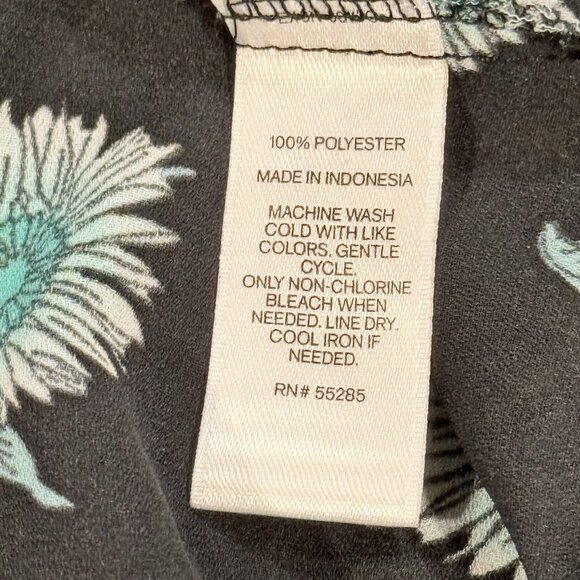 100% POLYESTER
MADE IN INDONESIA
MACHINE WASH
COLD WITH LIKE
COLORS. GENTLE
CYCLE.
ONLY NON-CHLORINE
BLEACH WHEN
NEEDED. LINE DRY.
COOL IRON IF
NEEDED.
RN# 55285